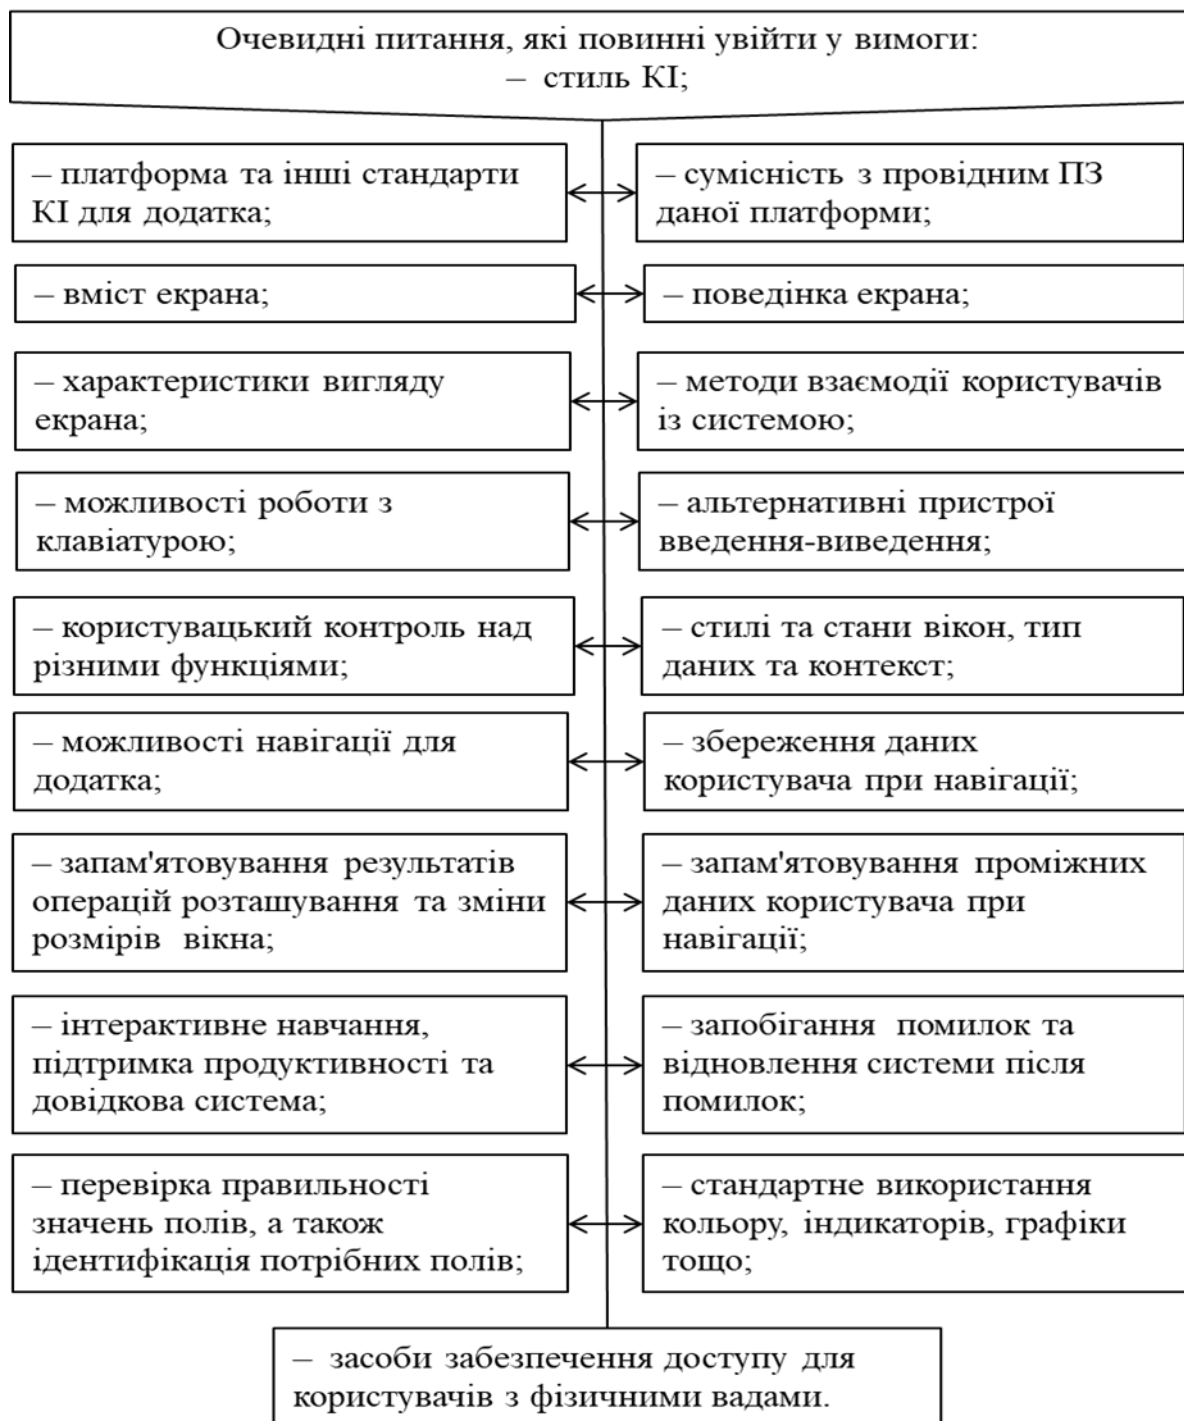 Очевидні питання, які повинні увійти у вимоги:
– стиль КІ;
– платформа та інші стандарти
КІ для додатка;
– сумісність з провідним ПЗ
даної платформи;
– вміст екрана;
– поведінка екрана;
– характеристики вигляду
екрана;
– методи взаємодії користувачів
із системою;
– можливості роботи з
клавіатурою;
– альтернативні пристрої
введення-виведення;
– користувацький контроль над
різними функціями;
– стилі та стани вікон, тип
даних та контекст;
– можливості навігації для
додатка;
– збереження даних
користувача при навігації;
– запам'ятовування результатів
операцій розташування та зміни
розмірів вікна;
– запам'ятовування проміжних
даних користувача при
навігації;
– інтерактивне навчання,
підтримка продуктивності та
довідкова система;
– запобігання помилок та
відновлення системи після
помилок;
– перевірка правильності
значень полів, а також
ідентифікація потрібних полів;
– стандартне використання
кольору, індикаторів, графіки
тощо;
– засоби забезпечення доступу для
користувачів з фізичними вадами.